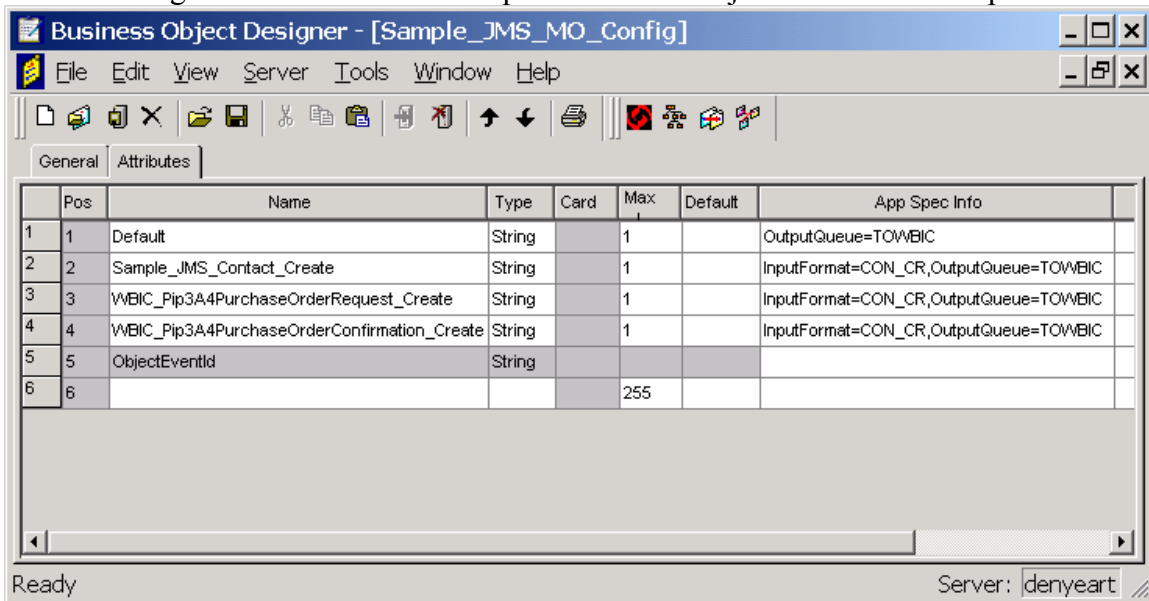 Business Object Designer - [Sample_JMS_MO_Config]
File Edit View Server Tools Window Help
General Attributes
Pos Name Type Card Max Default App Spec Info
1 1 Default String 1 OutputQueue=TOWBIC
2 2 Sample_JMS_Contact_Create String 1 InputFormat=CON_CR,OutputQueue=TOWBIC
3 3 WBIC_Pip3A4PurchaseOrderRequest_Create String 1 InputFormat=CON_CR,OutputQueue=TOWBIC
4 4 WBIC_Pip3A4PurchaseOrderConfirmation_Create String 1 InputFormat=CON_CR,OutputQueue=TOWBIC
5 5 ObjectEventId String
6 6 255
Ready Server: denyeart